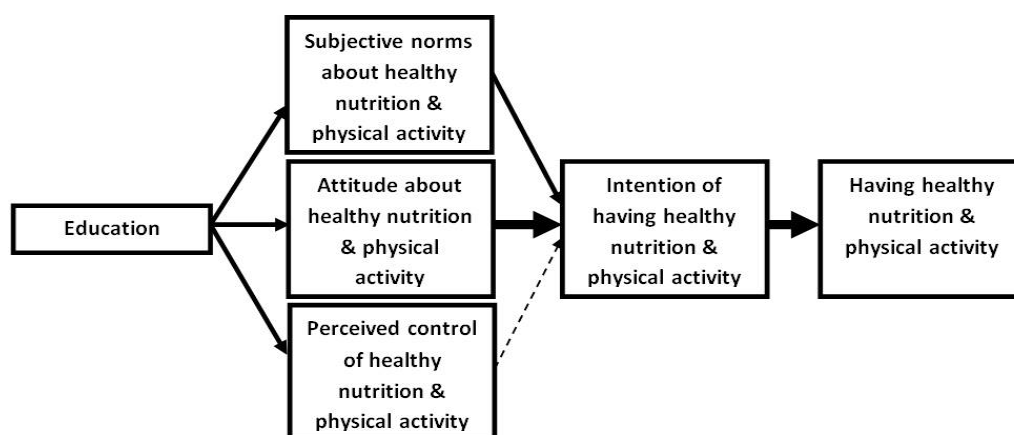 Education
Subjective norms
about healthy
nutrition &
physical activity
Attitude about
healthy nutrition
& physical
activity
Perceived control
of healthy
nutrition &
physical activity
Intention of
having healthy
nutrition &
physical activity
Having healthy
nutrition &
physical activity